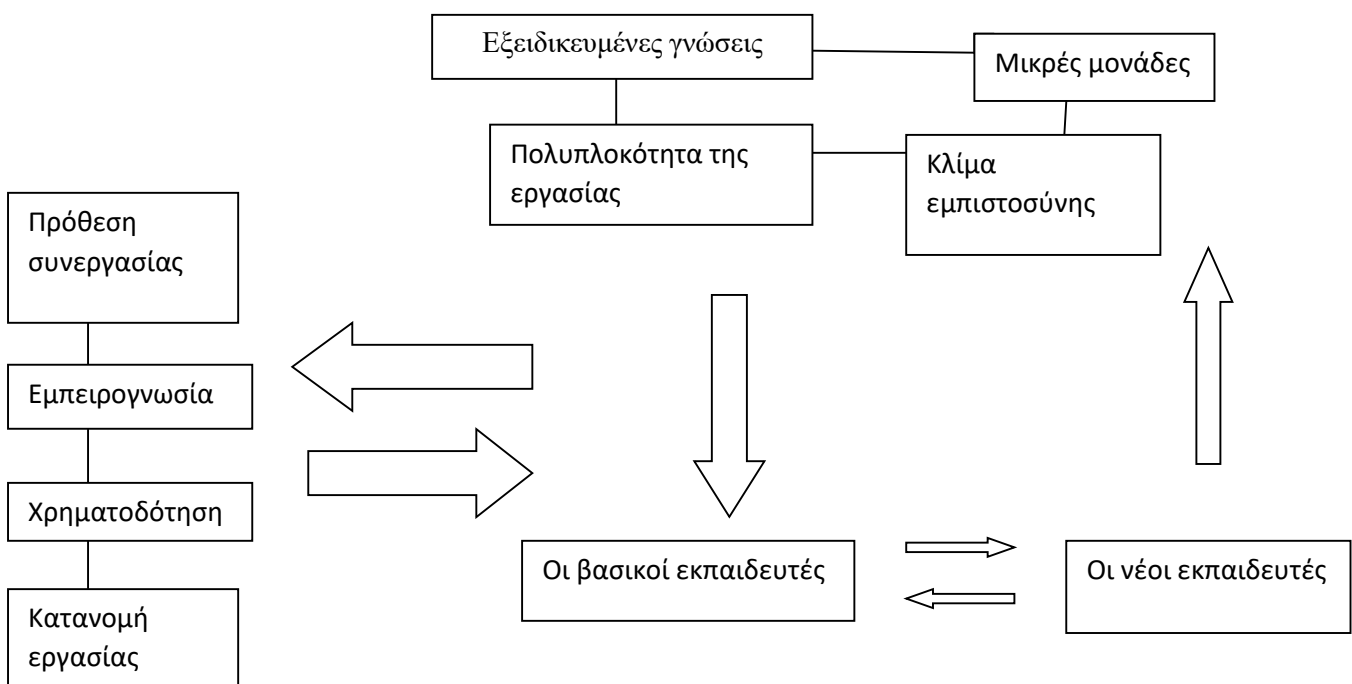 Εξειδικευμένες γνώσεις
Μικρές μονάδες
Πολυπλοκότητα της
εργασίας
Κλίμα
εμπιστοσύνης
Πρόθεση
συνεργασίας
Εμπειρογνωσία
Χρηματοδότηση
Κατανομή
εργασίας
Οι βασικοί εκπαιδευτές
Οι νέοι εκπαιδευτές